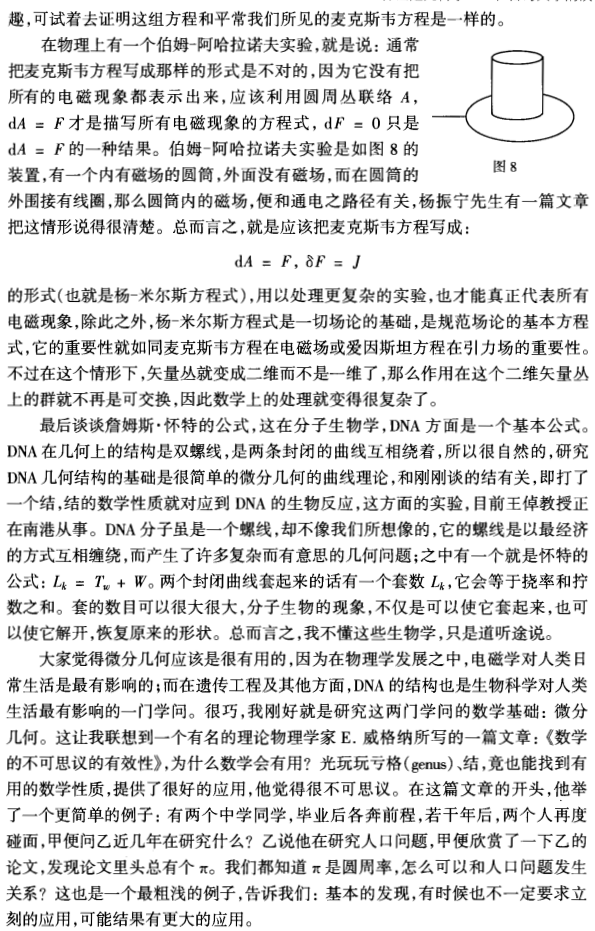 趣,可试着去证明这组方程和平常我们所见的麦克斯韦方程是一样的。
在物理上有一个伯姆-阿哈拉诺夫实验,就是说:通常
把麦克斯韦方程写成那样的形式是不对的,因为它没有把
所有的电磁现象都表示出来,应该利用圆周丛联络 A,
dA = F 才是描写所有电磁现象的方程式, dF = 0 只是
dA = F 的一种结果。伯姆-阿哈拉诺夫实验是如图 8 的
装置,有一个内有磁场的圆筒,外面没有磁场,而在圆筒的
图 8
外围接有线圈,那么圆筒内的磁场,便和通电之路径有关,杨振宁先生有一篇文章
把这情形说得很清楚。总而言之,就是应该把麦克斯韦方程写成:
dA = F, δF = J
的形式(也就是杨-米尔斯方程式),用以处理更复杂的实验,也才能真正代表所有
电磁现象,除此之外,杨-米尔斯方程式是一切场论的基础,是规范场论的基本方程
式,它的重要性就如同麦克斯韦方程在电磁场或爱因斯坦方程在引力场的重要性。
不过在这个情形下,矢量丛就变成二维而不是一维了,那么作用在这个二维矢量丛
上的群就不再是可交换,因此数学上的处理就变得很复杂了。
最后谈谈詹姆斯·怀特的公式,这在分子生物学,DNA 方面是一个基本公式。
DNA 在几何上的结构是双螺线,是两条封闭的曲线互相绕着,所以很自然的,研究
DNA 几何结构的基础是很简单的微分几何的曲线理论,和刚刚谈的结有关,即打了
一个结,结的数学性质就对应到 DNA 的生物反应,这方面的实验,目前王倬教授正
在南港从事。DNA 分子虽是一个螺线,却不像我们所想像的,它的螺线是以最经济
的方式互相缠绕,而产生了许多复杂而有意思的几何问题;之中有一个就是怀特的
公式: Lk = Tw + W。两个封闭曲线套起来的话有一个套数 Lk,它会等于挠率和拧
数之和。套的数目可以很大很大,分子生物的现象,不仅是可以使它套起来,也可
以使它解开,恢复原来的形状。总而言之,我不懂这些生物学,只是道听途说。
大家觉得微分几何应该是很有用的,因为在物理学发展之中,电磁学对人类日
常生活是最有影响的;而在遗传工程及其他方面,DNA 的结构也是生物科学对人类
生活最有影响的一门学问。很巧,我刚好就是研究这两门学问的数学基础:微分
几何。这让我联想到一个有名的理论物理学家 E. 威格纳所写的一篇文章:《数学
的不可思议的有效性》,为什么数学会有用? 光玩玩亏格(genus)、结,竟也能找到有
用的数学性质,提供了很好的应用,他觉得很不可思议。在这篇文章的开头,他举
了一个更简单的例子:有两个中学同学,毕业后各奔前程,若干年后,两个人再度
碰面,甲便问乙近几年在研究什么? 乙说他在研究人口问题,甲便欣赏了一下乙的
论文,发现论文里头总有个 π。我们都知道 π 是圆周率,怎么可以和人口问题发生
关系? 这也是一个最粗浅的例子,告诉我们:基本的发现,有时候也不一定要求立
刻的应用,可能结果有更大的应用。